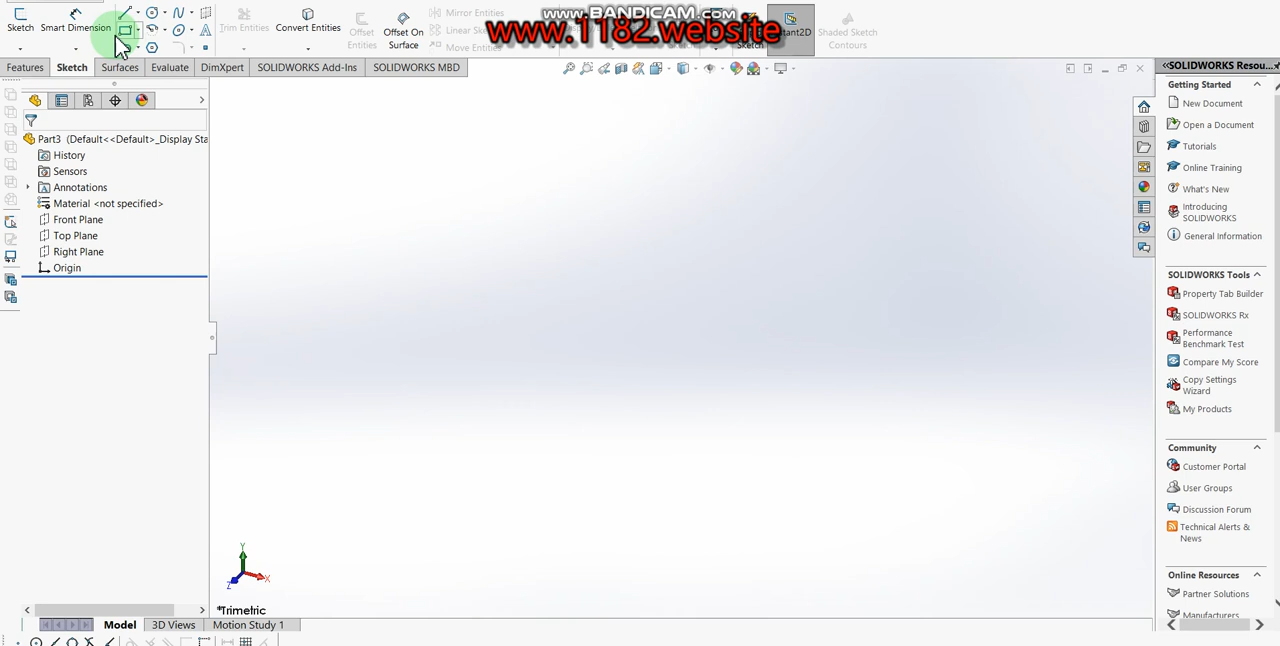 www.BANDICAM.com
www.1182.website
Sketch
Trim Entities
Convert Entities
Offset
Entities
Offset On
Surface
Mirror Entities
Linear
Move Entities
Sketch
Shaded Sketch
Contours
Features
Sketch
Surfaces
Evaluate
DimXpert
SOLIDWORKS Add-Ins
SOLIDWORKS MBD
Part3 (Default<<Default>_Display Sta
History
Sensors
Annotations
Material <not specified>
Front Plane
Top Plane
Right Plane
Origin
Y
X
Z
*Trimetric
Model
3D Views
Motion Study 1
SOLIDWORKS Resou...
Getting Started
New Document
Open a Document
Tutorials
Online Training
What's New
Introducing
SOLIDWORKS
General Information
SOLIDWORKS Tools
Property Tab Builder
SOLIDWORKS Rx
Performance
Benchmark Test
Compare My Score
Copy Settings
Wizard
My Products
Community
Customer Portal
User Groups
Discussion Forum
Technical Alerts &
News
Online Resources
Partner Solutions
Manufacturers